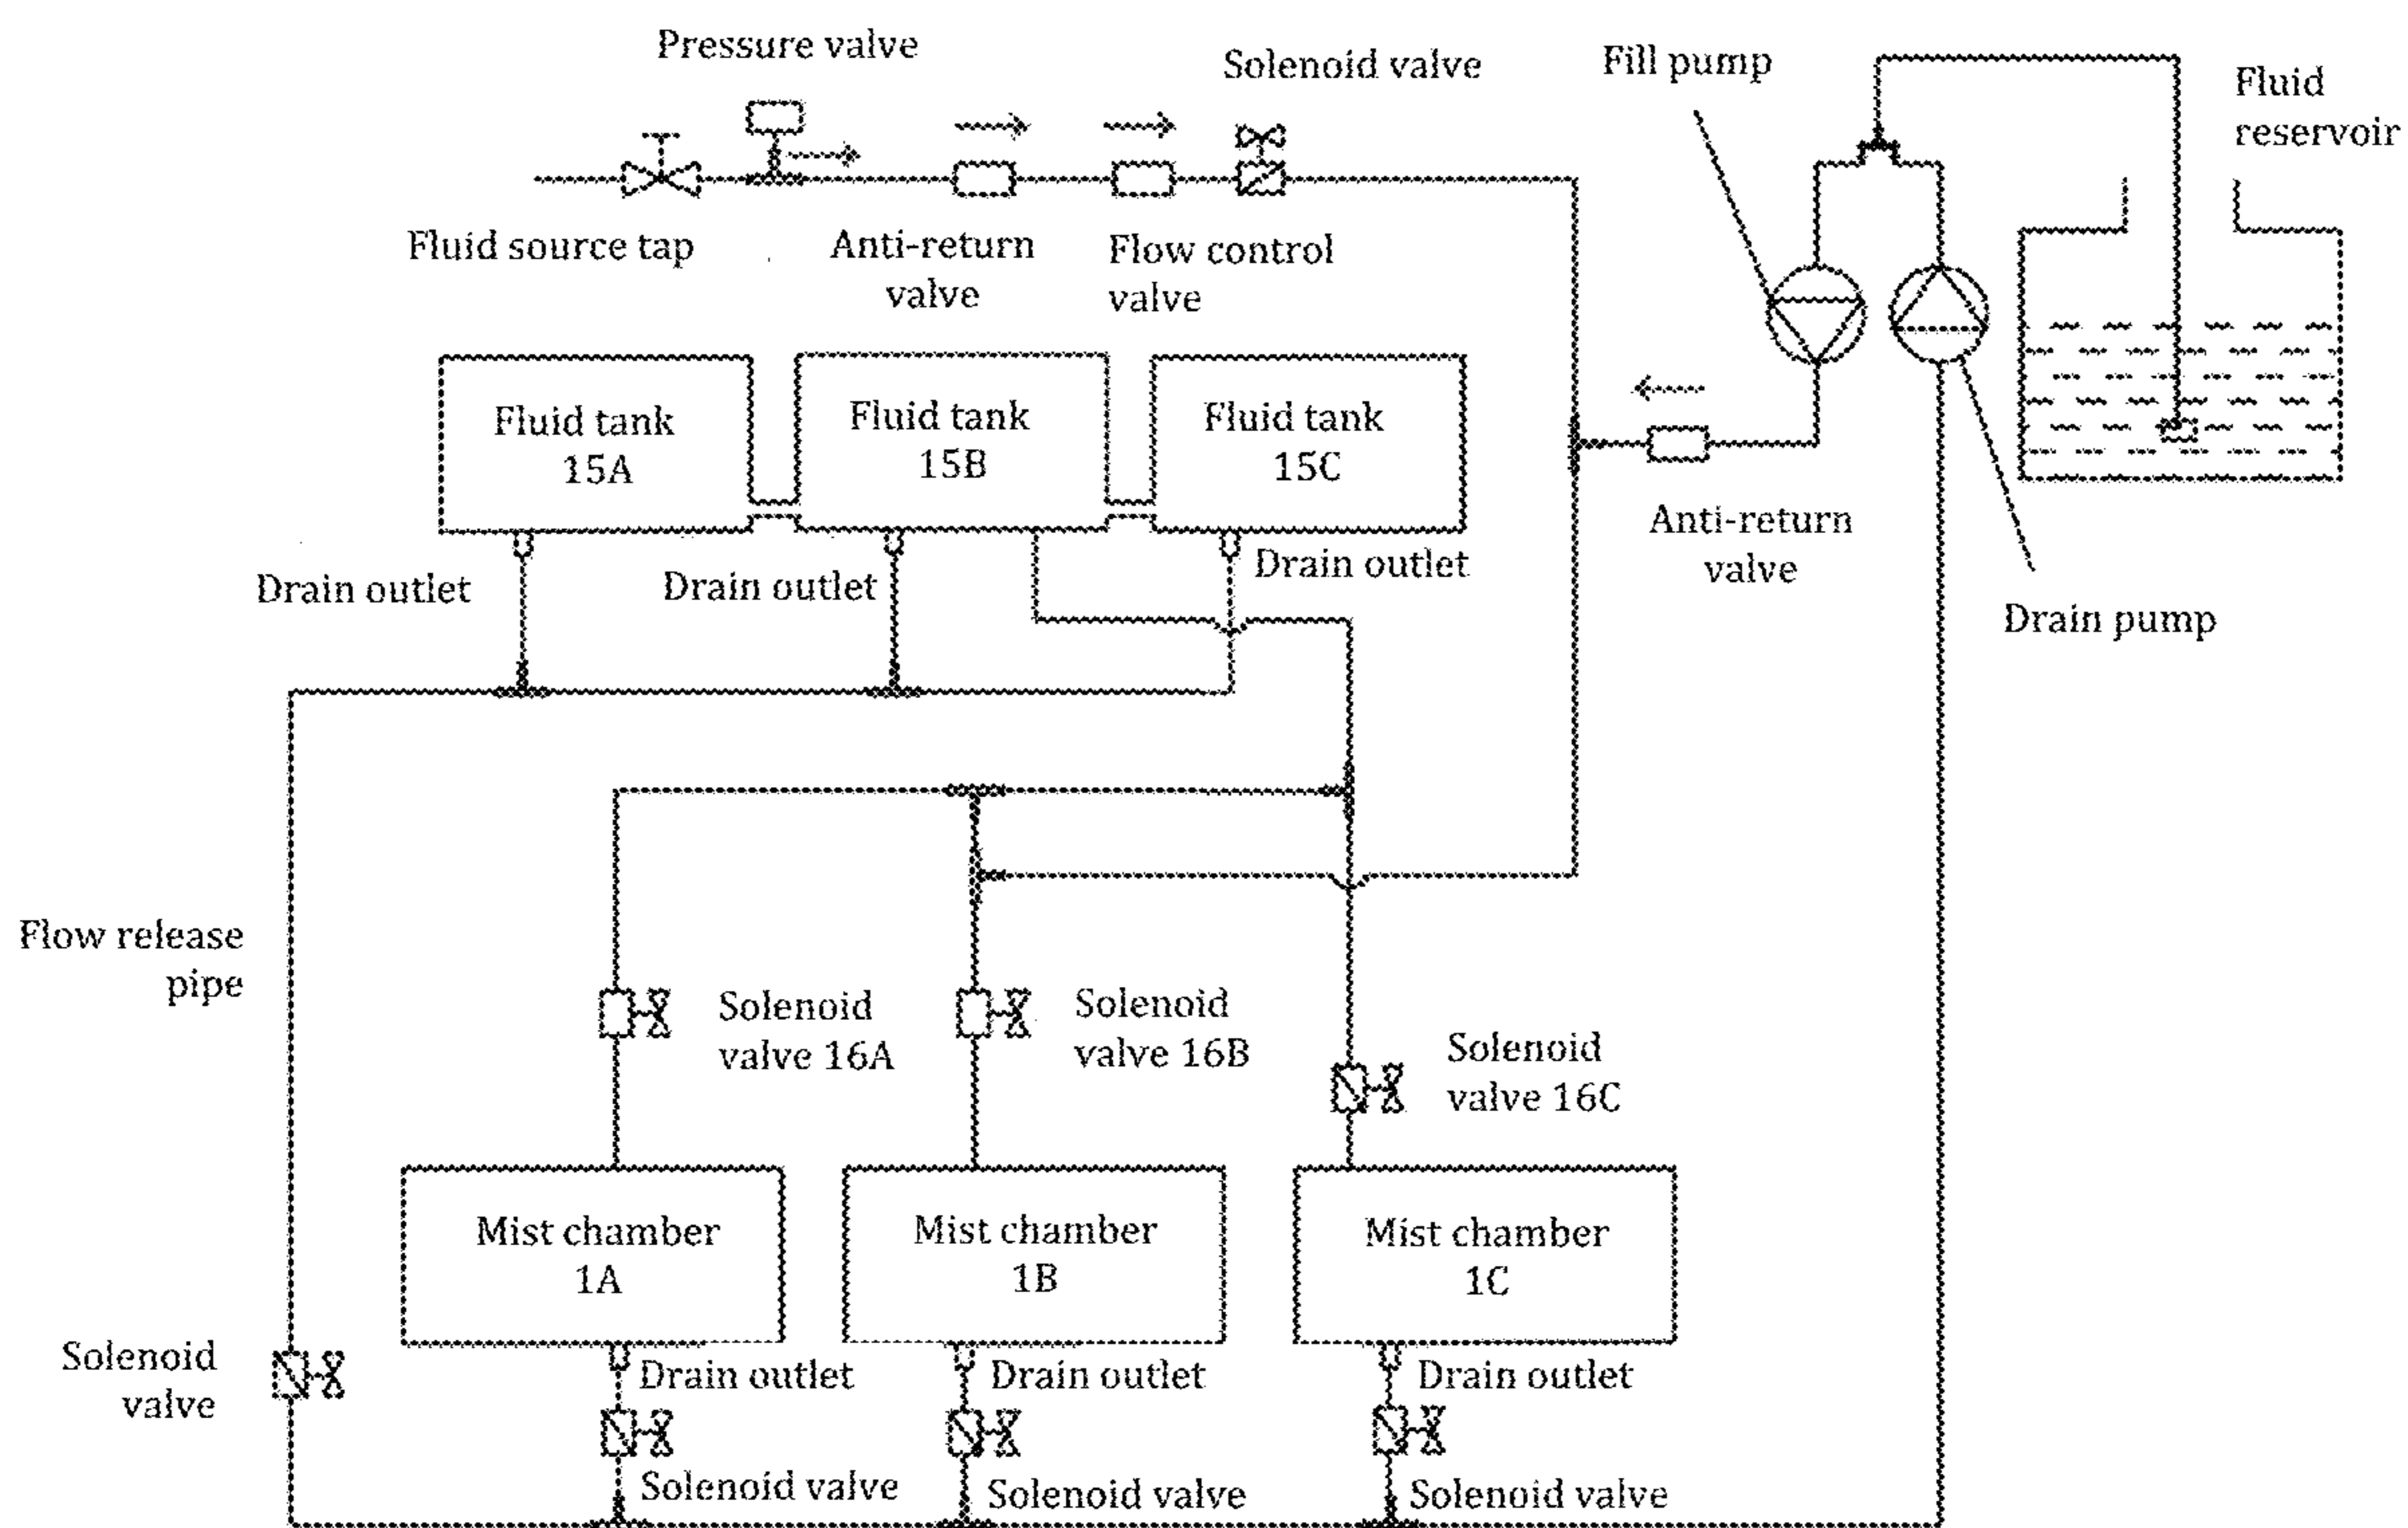 Pressure valve
Solenoid valve
Fill pump
Fluid
reservoir
Fluid source tap
Anti-return
valve
Flow control
valve
Fluid tank
15A
Fluid tank
15B
Fluid tank
15C
Anti-return
valve
Drain outlet
Drain outlet
Drain outlet
Drain pump
Flow release
pipe
Solenoid
valve 16A
Solenoid
valve 16B
Solenoid
valve 16C
Mist chamber
1A
Mist chamber
1B
Mist chamber
1C
Solenoid
valve
Drain outlet
Drain outlet
Drain outlet
Solenoid valve
Solenoid valve
Solenoid valve